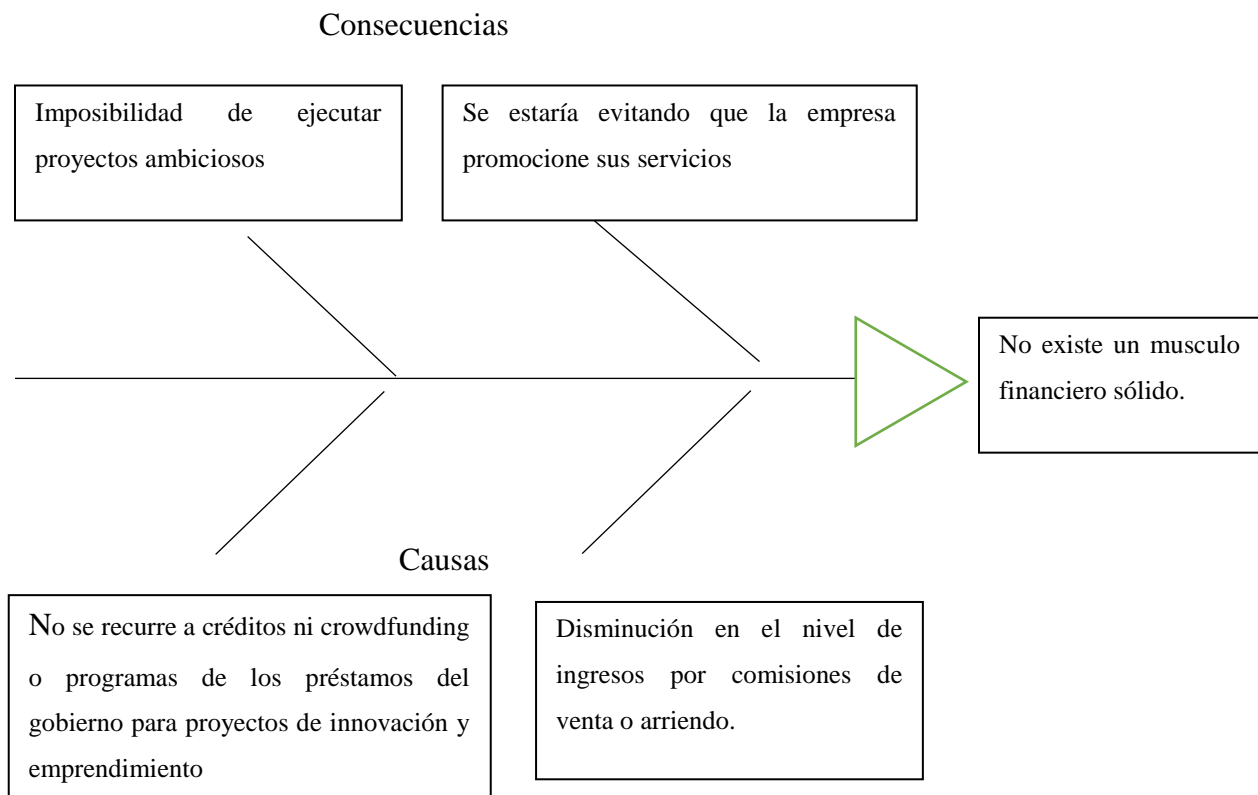 Consecuencias
Imposibilidad de ejecutar
proyectos ambiciosos
Se estaría evitando que la empresa
promocione sus servicios
No existe un musculo
financiero sólido.
Causas
No se recurre a créditos ni crowdfunding
o programas de los préstamos del
gobierno para proyectos de innovación y
emprendimiento
Disminución en el nivel de
ingresos por comisiones de
venta o arriendo.